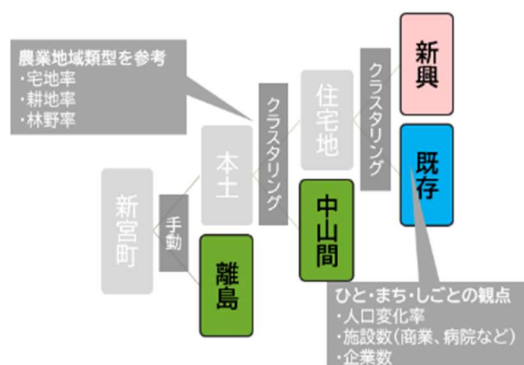 農業地域類型を参考
・宅地率
・耕地率
・林野率
新宮町
手動
本土
離島
クラスタリング
住宅地
中山間
クラスタリング
新興
既存
ひと・まち・しごとの観点
・人口変化率
・施設数(商業、病院など)
・企業数